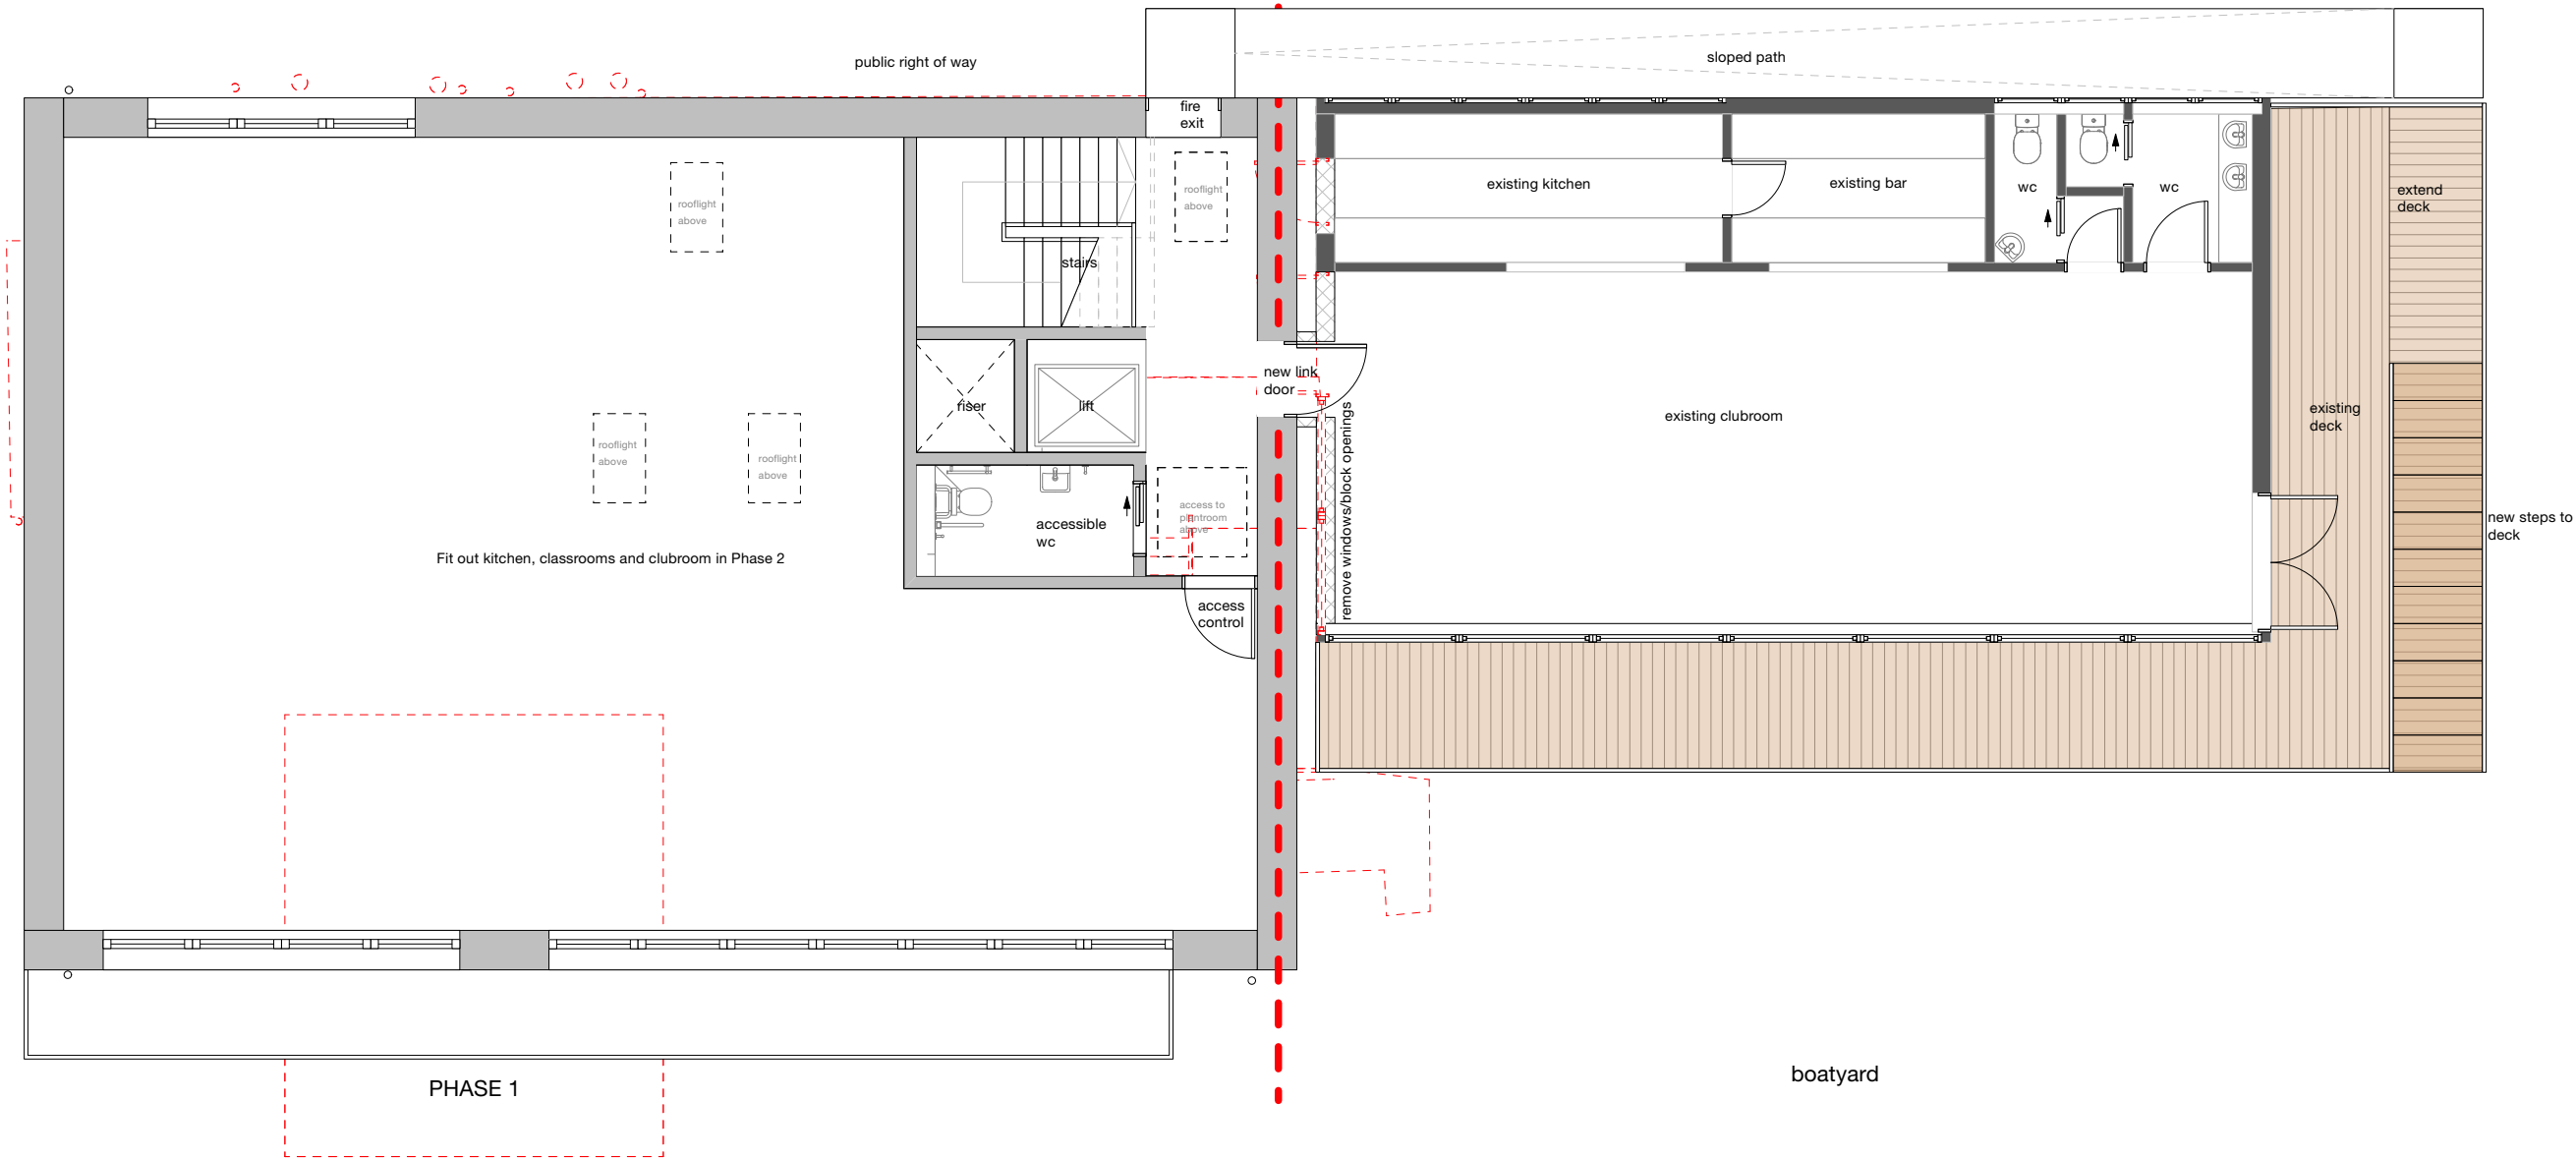 public right of way
sloped path
fire
exit
rooflight
above
rooflight
above
existing kitchen
existing bar
wc
wc
extend
deck
stairs
new link
door
riser
lift
existing clubroom
existing
deck
remove windows/block openings
rooflight
above
rooflight
above
access to
plantroom
above
accessible
wc
new steps to
deck
Fit out kitchen, classrooms and clubroom in Phase 2
access
control
PHASE 1
boatyard